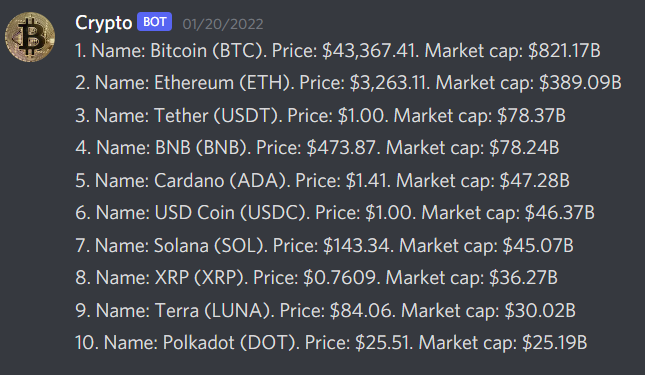 Crypto BOT 01/20/2022
1. Name: Bitcoin (BTC). Price: $43,367.41. Market cap: $821.17B
2. Name: Ethereum (ETH). Price: $3,263.11. Market cap: $389.09B
3. Name: Tether (USDT). Price: $1.00. Market cap: $78.37B
4. Name: BNB (BNB). Price: $473.87. Market cap: $78.24B
5. Name: Cardano (ADA). Price: $1.41. Market cap: $47.28B
6. Name: USD Coin (USDC). Price: $1.00. Market cap: $46.37B
7. Name: Solana (SOL). Price: $143.34. Market cap: $45.07B
8. Name: XRP (XRP). Price: $0.7609. Market cap: $36.27B
9. Name: Terra (LUNA). Price: $84.06. Market cap: $30.02B
10. Name: Polkadot (DOT). Price: $25.51. Market cap: $25.19B